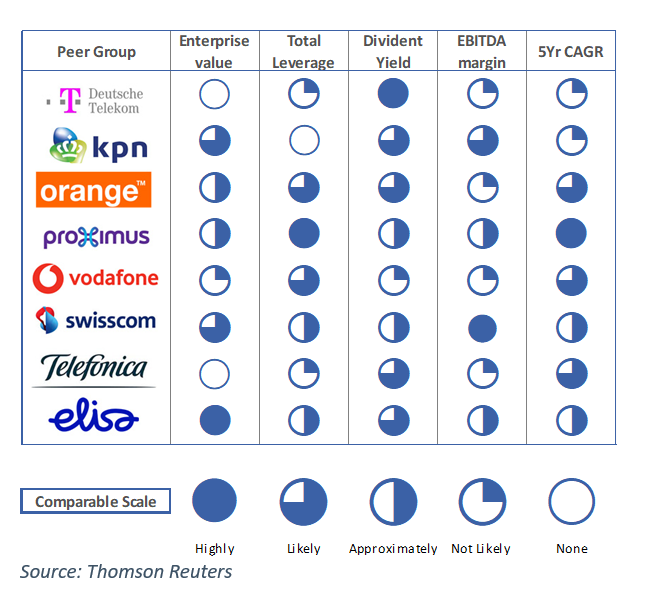 Peer Group Enterprise value Total Leverage Divident Yield EBITDA margin 5Yr CAGR
Deutsche
Telekom
kpn
orange™
proximus
vodafone
swisscom
Telefónica
elisa
Comparable Scale
Highly Likely Approximately Not Likely None
Source: Thomson Reuters